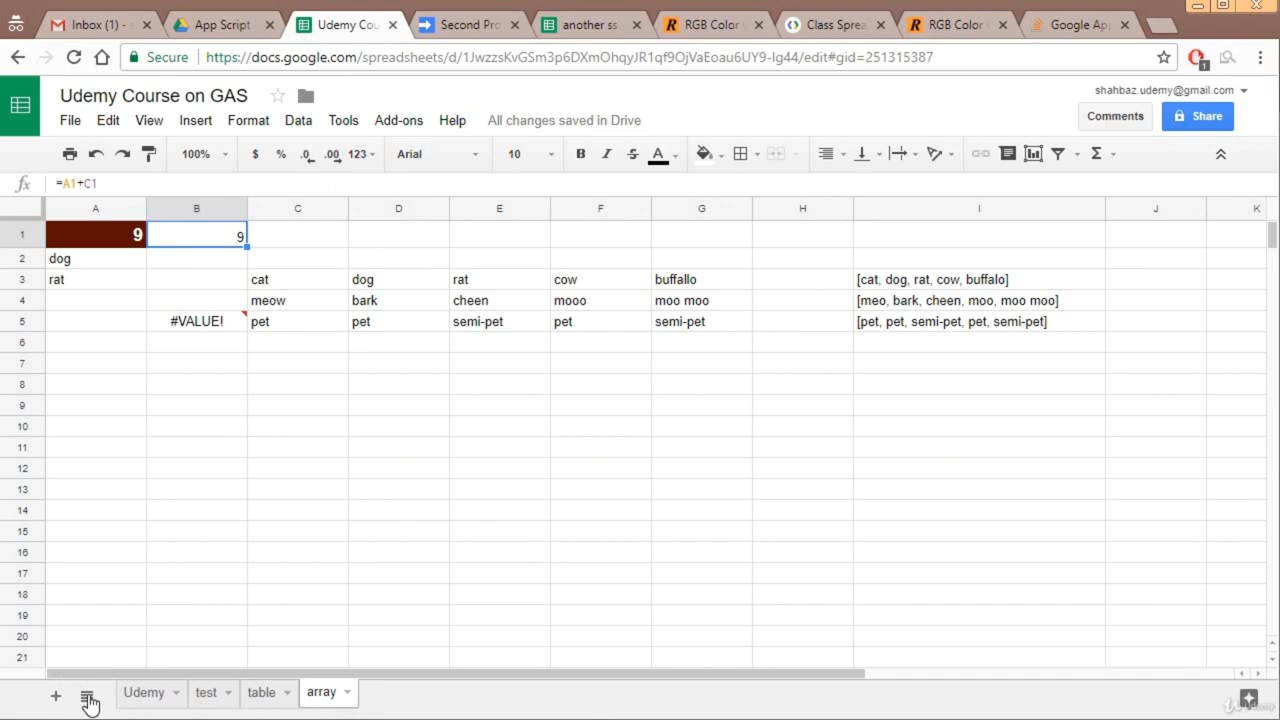 Inbox (1) - s
App Script -
Udemy Cou
Second Pro
another ss -
RGB Color
Class Sprea
RGB Color
Google App
Secure https://docs.google.com/spreadsheets/d/1JwzzsKvGSm3p6DXmOhqyJR1qf9OjVaEoau6UY9-Ig44/edit#gid=251315387
1
Udemy Course on GAS
shahbaz.udemy@gmail.com
File Edit View Insert Format Data Tools Add-ons Help All changes saved in Drive
Comments Share
100% $ % .0 .00 123 Arial 10 B I S A Σ
fx =A1+C1
A B C D E F G H I J K
1 9 9
2 dog
3 rat cat dog rat cow buffallo [cat, dog, rat, cow, buffalo]
4 meow bark cheen mooo moo moo [meo, bark, cheen, moo, moo moo]
5 #VALUE! pet pet semi-pet pet semi-pet [pet, pet, semi-pet, pet, semi-pet]
6
7
8
9
10
11
12
13
14
15
16
17
18
19
20
21
+ Udemy test table array
Udemy